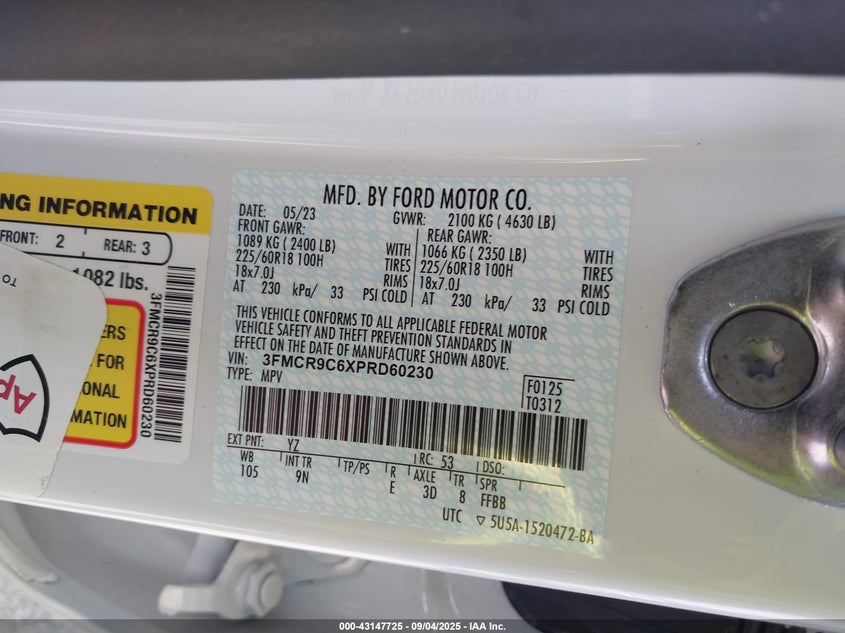 MFD. BY FORD MOTOR CO.
DATE: 05/23 GVWR: 2100 KG ( 4630 LB)
FRONT GAWR: REAR GAWR:
1089 KG ( 2400 LB) WITH 1066 KG ( 2350 LB) WITH
225/60R18 100H TIRES 225/60R18 100H TIRES
18x7.0J RIMS 18x7.0J RIMS
AT 230 kPa/ 33 PSI COLD AT 230 kPa/ 33 PSI COLD
THIS VEHICLE CONFORMS TO ALL APPLICABLE FEDERAL MOTOR
VEHICLE SAFETY AND THEFT PREVENTION STANDARDS IN
EFFECT ON THE DATE OF MANUFACTURE SHOWN ABOVE.
VIN: 3FMCR9C6XPRD60230
TYPE: MPV
F0125
T0312
EXT PNT: YZ RC: 53 DSO:
WB INT TR TP/PS R AXLE TR SPR
105 9N E 3D 8 FFBB
UTC ▽ 5U5A-1520472-BA
NG INFORMATION
FRONT: 2 REAR: 3
1082 lbs.
ERS
FOR
ONAL
MATION
3FMCR9C6XPRD60230
TO
Ap
000-43147725 - 09/04/2025 - IAA Inc.